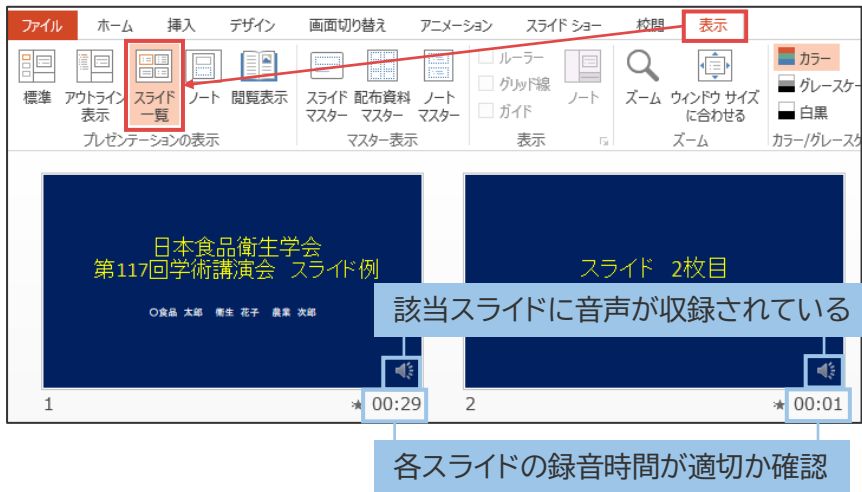 ファイル ホーム 挿入 デザイン 画面切り替え アニメーション スライド ショー 校閲 表示
標準 アウトライン 表示 スライド 一覧 ノート 閲覧表示
スライド マスター 配布資料 マスター ノート マスター
ルーラー
グリッド線
ガイド
ノート
ズーム ウィンドウ サイズ に合わせる
カラー
グレースケー
白黒
プレゼンテーションの表示 マスター表示 表示 ズーム カラー/グレースケ
日本食品衛生学会
第117回学術講演会 スライド例
〇食品 太郎 衛生 花子 農業 次郎
スライド 2枚目
該当スライドに音声が収録されている
1 00:29 2 00:01
各スライドの録音時間が適切か確認